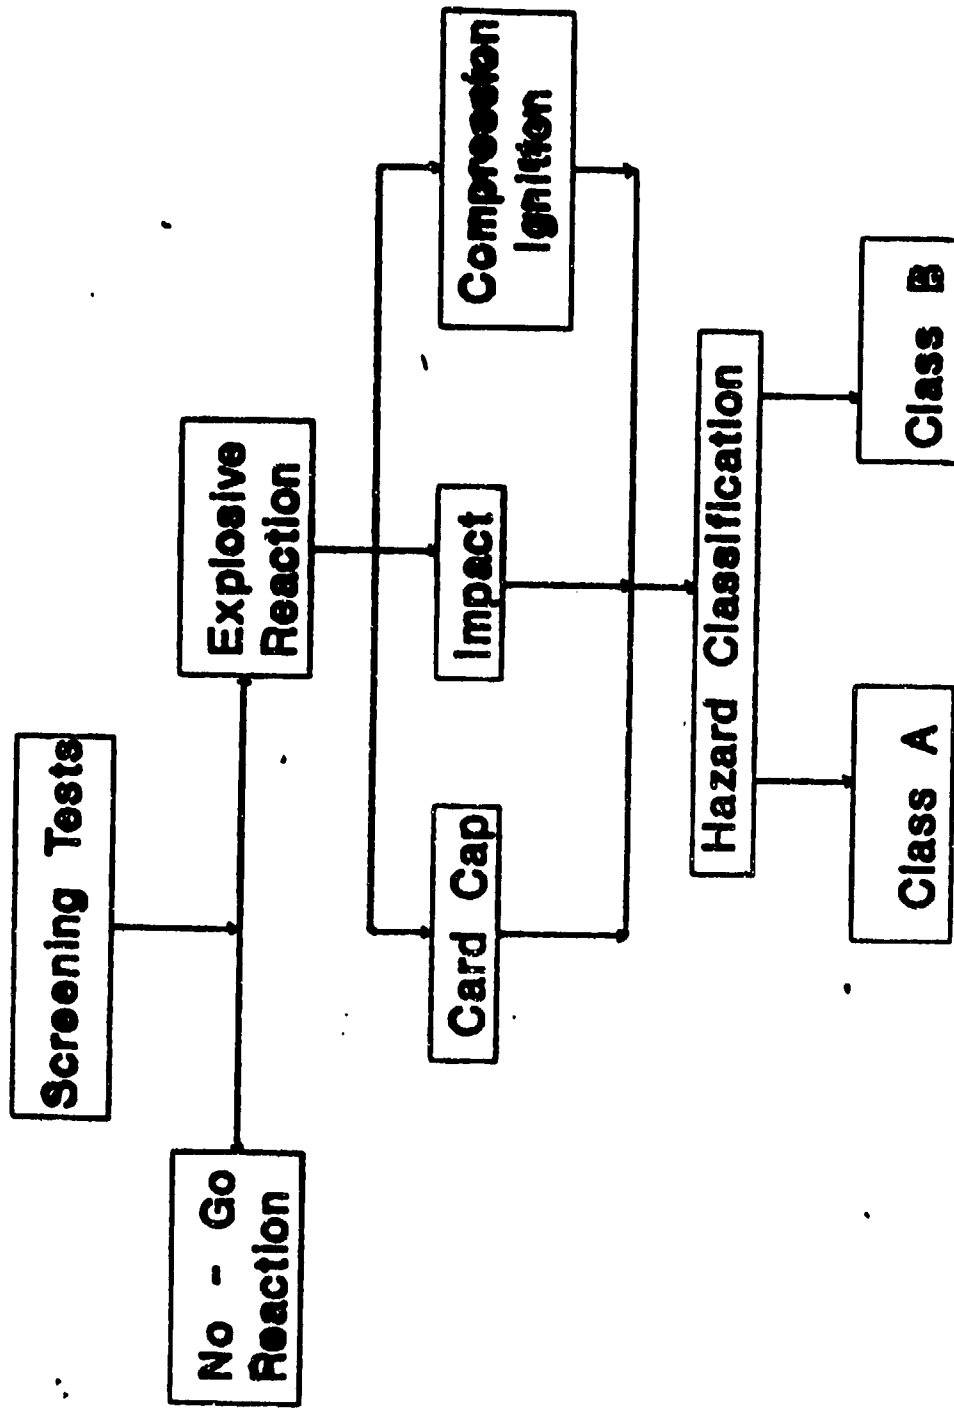 Screening Tests
No - Go
Reaction
Explosive
Reaction
Card Cap
Impact
Compression
Ignition
Hazard Classification
Class A
Class B